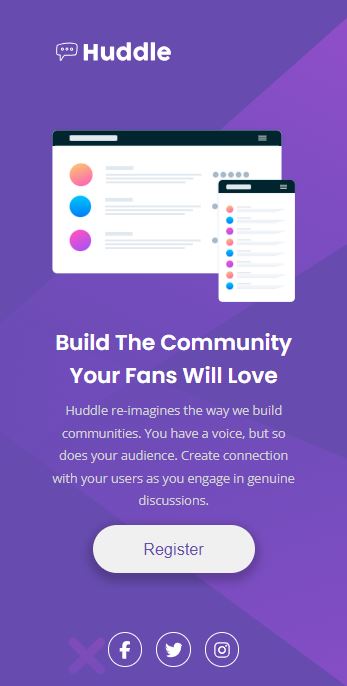 Huddle
Build The Community
Your Fans Will Love
Huddle re-imagines the way we build
communities. You have a voice, but so
does your audience. Create connection
with your users as you engage in genuine
discussions.
Register